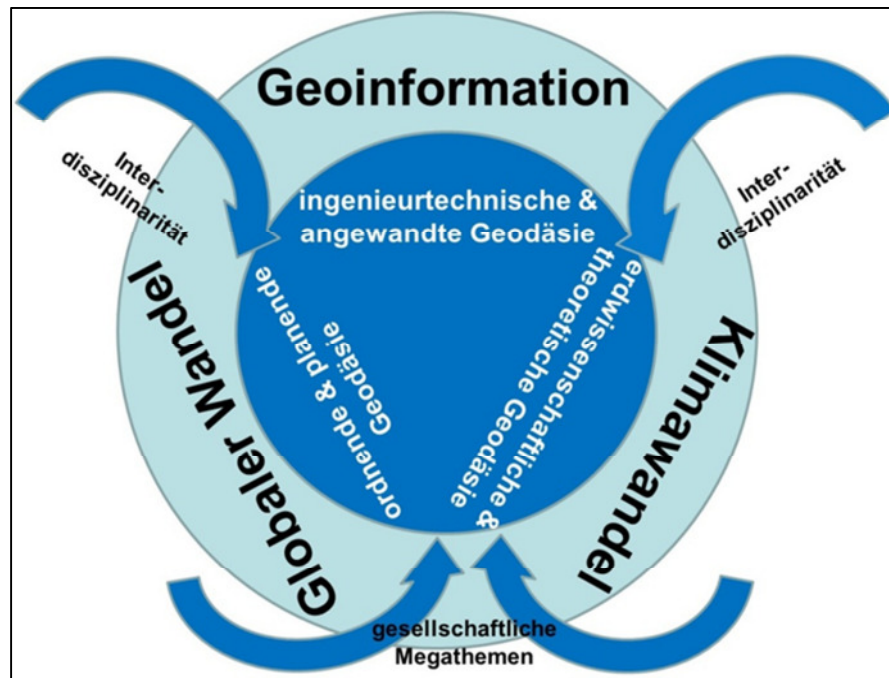 Geoinformation
Inter-
disziplinarität
Inter-
disziplinarität
ingenieurtechnische &
angewandte Geodäsie
Globaler Wandel
ordnende & planende
Geodäsie
erdwissenschaftliche &
theoretische Geodäsie
Klimawandel
gesellschaftliche
Megathemen